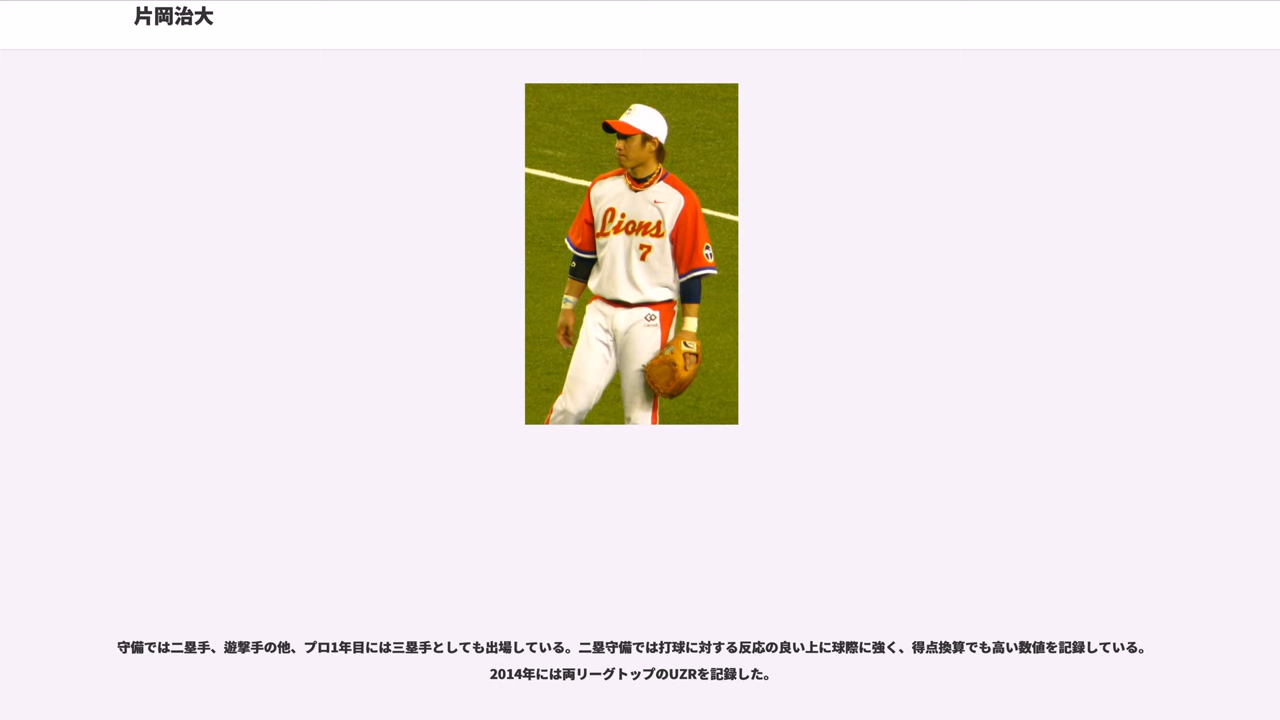 片岡治大
Lions
7
守備では二塁手、遊撃手の他、プロ1年目には三塁手としても出場している。二塁守備では打球に対する反応の良い上に球際に強く、得点換算でも高い数値を記録している。
2014年には両リーグトップのUZRを記録した。